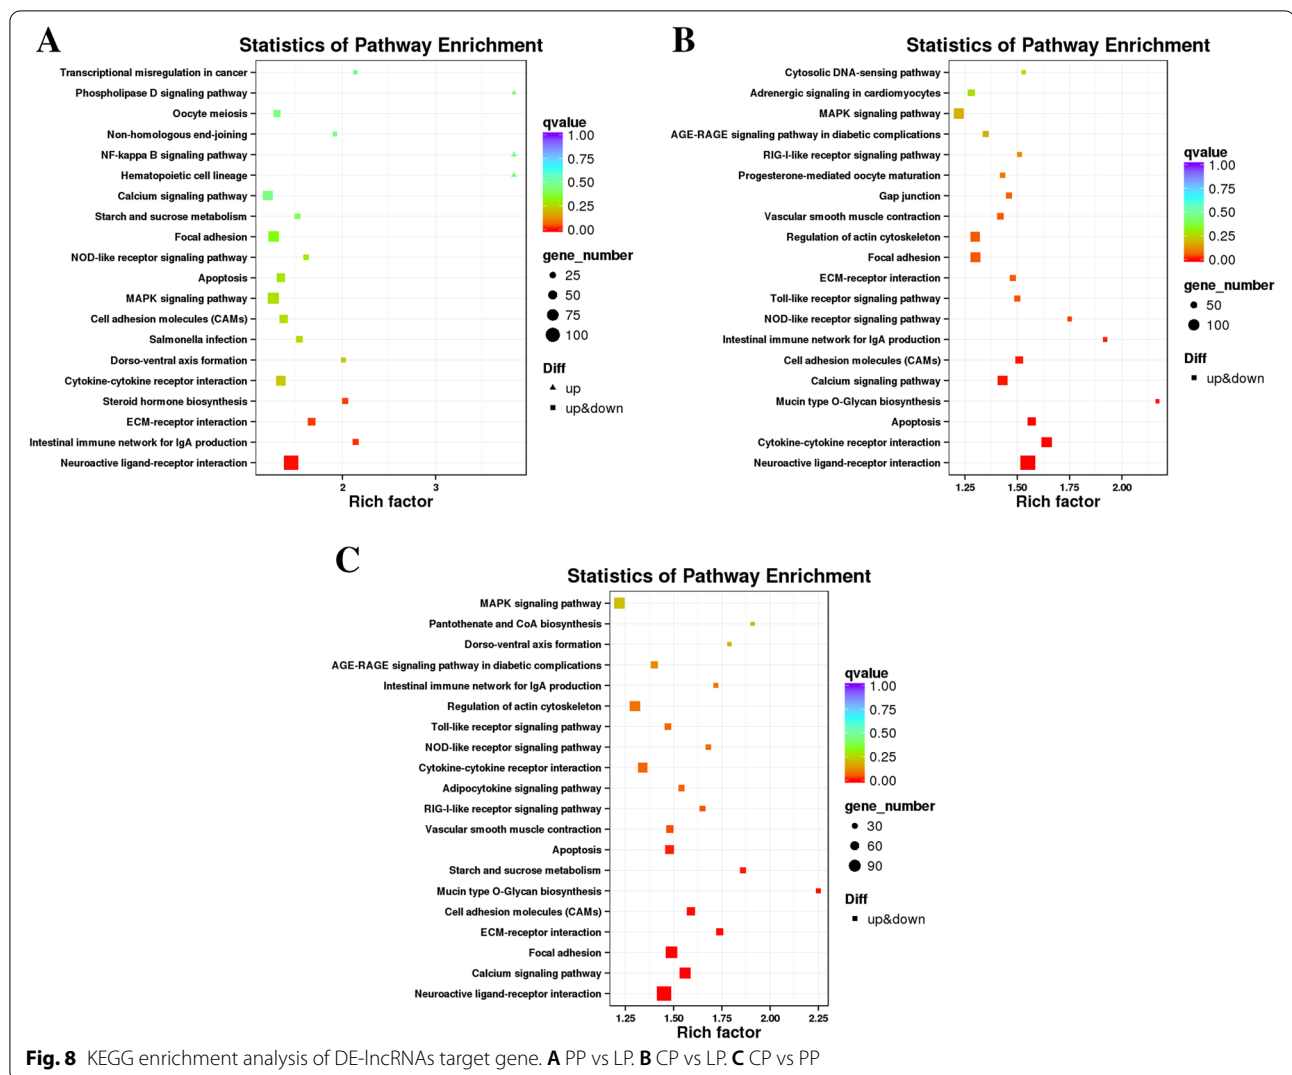 A
Statistics of Pathway Enrichment
Transcriptional misregulation in cancer
Phospholipase D signaling pathway
Oocyte meiosis
Non-homologous end-joining
NF-kappa B signaling pathway
Hematopoietic cell lineage
Calcium signaling pathway
Starch and sucrose metabolism
Focal adhesion
NOD-like receptor signaling pathway
Apoptosis
MAPK signaling pathway
Cell adhesion molecules (CAMs)
Salmonella infection
Dorso-ventral axis formation
Cytokine-cytokine receptor interaction
Steroid hormone biosynthesis
ECM-receptor interaction
Intestinal immune network for IgA production
Neuroactive ligand-receptor interaction
2 3
Rich factor
qvalue
1.00
0.75
0.50
0.25
0.00
gene_number
25
50
75
100
Diff
up
up&down
B
Statistics of Pathway Enrichment
Cytosolic DNA-sensing pathway
Adrenergic signaling in cardiomyocytes
MAPK signaling pathway
AGE-RAGE signaling pathway in diabetic complications
RIG-I-like receptor signaling pathway
Progesterone-mediated oocyte maturation
Gap junction
Vascular smooth muscle contraction
Regulation of actin cytoskeleton
Focal adhesion
ECM-receptor interaction
Toll-like receptor signaling pathway
NOD-like receptor signaling pathway
Intestinal immune network for IgA production
Cell adhesion molecules (CAMs)
Calcium signaling pathway
Mucin type O-Glycan biosynthesis
Apoptosis
Cytokine-cytokine receptor interaction
Neuroactive ligand-receptor interaction
1.25 1.50 1.75 2.00
Rich factor
qvalue
1.00
0.75
0.50
0.25
0.00
gene_number
50
100
Diff
up&down
C
Statistics of Pathway Enrichment
MAPK signaling pathway
Pantothenate and CoA biosynthesis
Dorso-ventral axis formation
AGE-RAGE signaling pathway in diabetic complications
Intestinal immune network for IgA production
Regulation of actin cytoskeleton
Toll-like receptor signaling pathway
NOD-like receptor signaling pathway
Cytokine-cytokine receptor interaction
Adipocytokine signaling pathway
RIG-I-like receptor signaling pathway
Vascular smooth muscle contraction
Apoptosis
Starch and sucrose metabolism
Mucin type O-Glycan biosynthesis
Cell adhesion molecules (CAMs)
ECM-receptor interaction
Focal adhesion
Calcium signaling pathway
Neuroactive ligand-receptor interaction
1.25 1.50 1.75 2.00 2.25
Rich factor
qvalue
1.00
0.75
0.50
0.25
0.00
gene_number
30
60
90
Diff
up&down
Fig. 8 KEGG enrichment analysis of DE-lncRNAs target gene. A PP vs LP. B CP vs LP. C CP vs PP